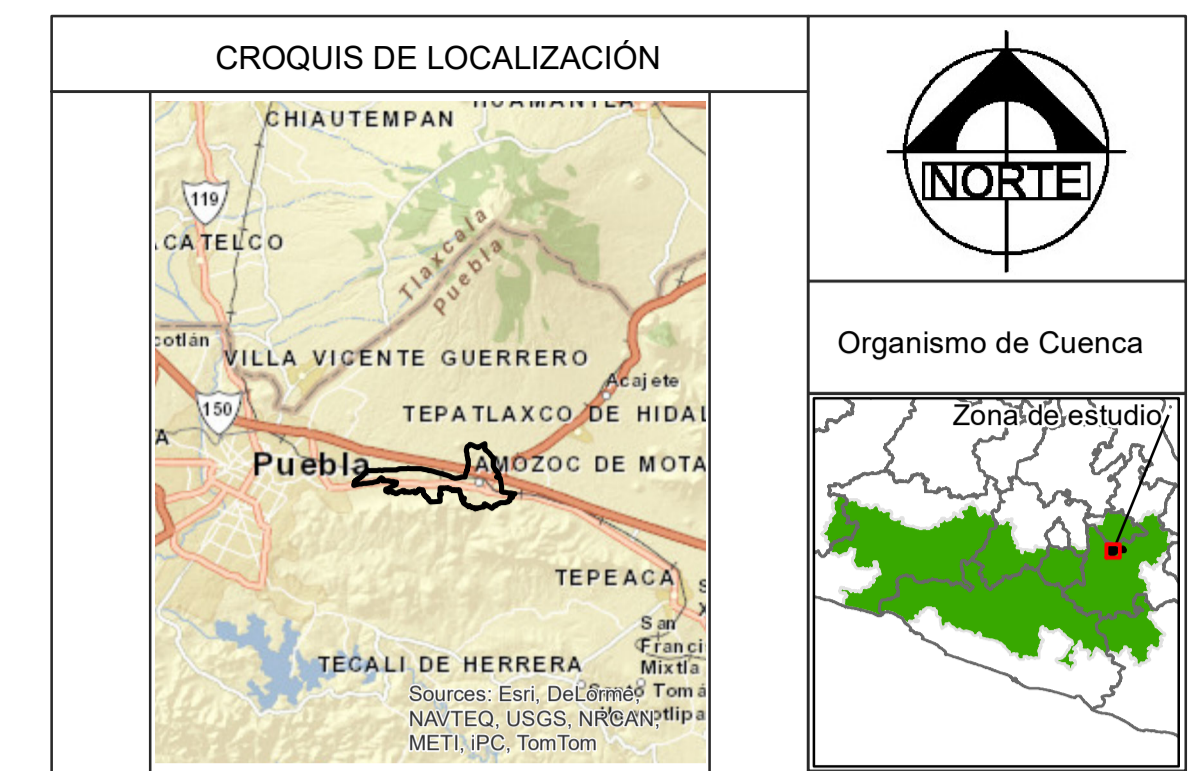 CROQUIS DE LOCALIZACIÓN
CHIAUTEMPAN
119
Tlaxcala
Puebla
VILLA VICENTE GUERRERO
Acajete
150
TEPATLAXCO DE HIDAL
Puebla
AMOZOC DE MOTA
TEPEACA
San
Franci
Mixtla
TECALI DE HERRERA
Sources: Esri, DeLorme,
NAVTEQ, USGS, NRCAN,
METI, iPC, TomTom
NORTE
Organismo de Cuenca
Zona de estudio